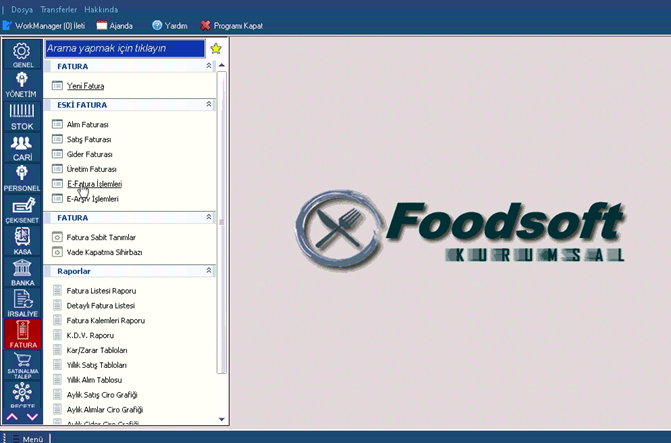 Dosya Transferler Hakkında
WorkManager (0) İleti Ajanda Yardım Programı Kapat
Arama yapmak için tıklayın
GENEL
YÖNETİM
STOK
CARİ
PERSONEL
ÇEK/SENET
KASA
BANKA
İRSALİYE
FATURA
SATINALMA TALEP
REÇETE
FATURA
Yeni Fatura
ESKİ FATURA
Alım Faturası
Satış Faturası
Gider Faturası
Üretim Faturası
E-Fatura İşlemleri
E-Arşiv İşlemleri
FATURA
Fatura Sabit Tanımlar
Vade Kapatma Sihirbazı
Raporlar
Fatura Listesi Raporu
Detaylı Fatura Listesi
Fatura Kalemleri Raporu
K.D.V. Raporu
Kar/Zarar Tabloları
Yıllık Satış Tabloları
Yıllık Alım Tablosu
Aylık Satış Ciro Grafiği
Aylık Alımlar Ciro Grafiği
Aylık Gider Ciro Grafiği
Foodsoft
KURUMSAL
Menü